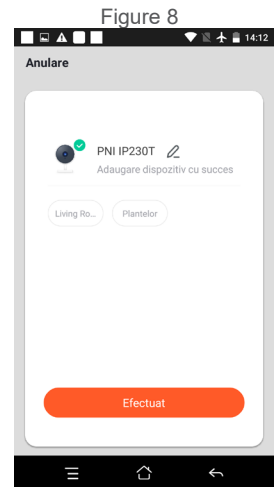 Figure 8
14:12
Anulare
PNI IP230T
Adaugare dispozitiv cu succes
Living Ro...
Plantelor
Efectuat